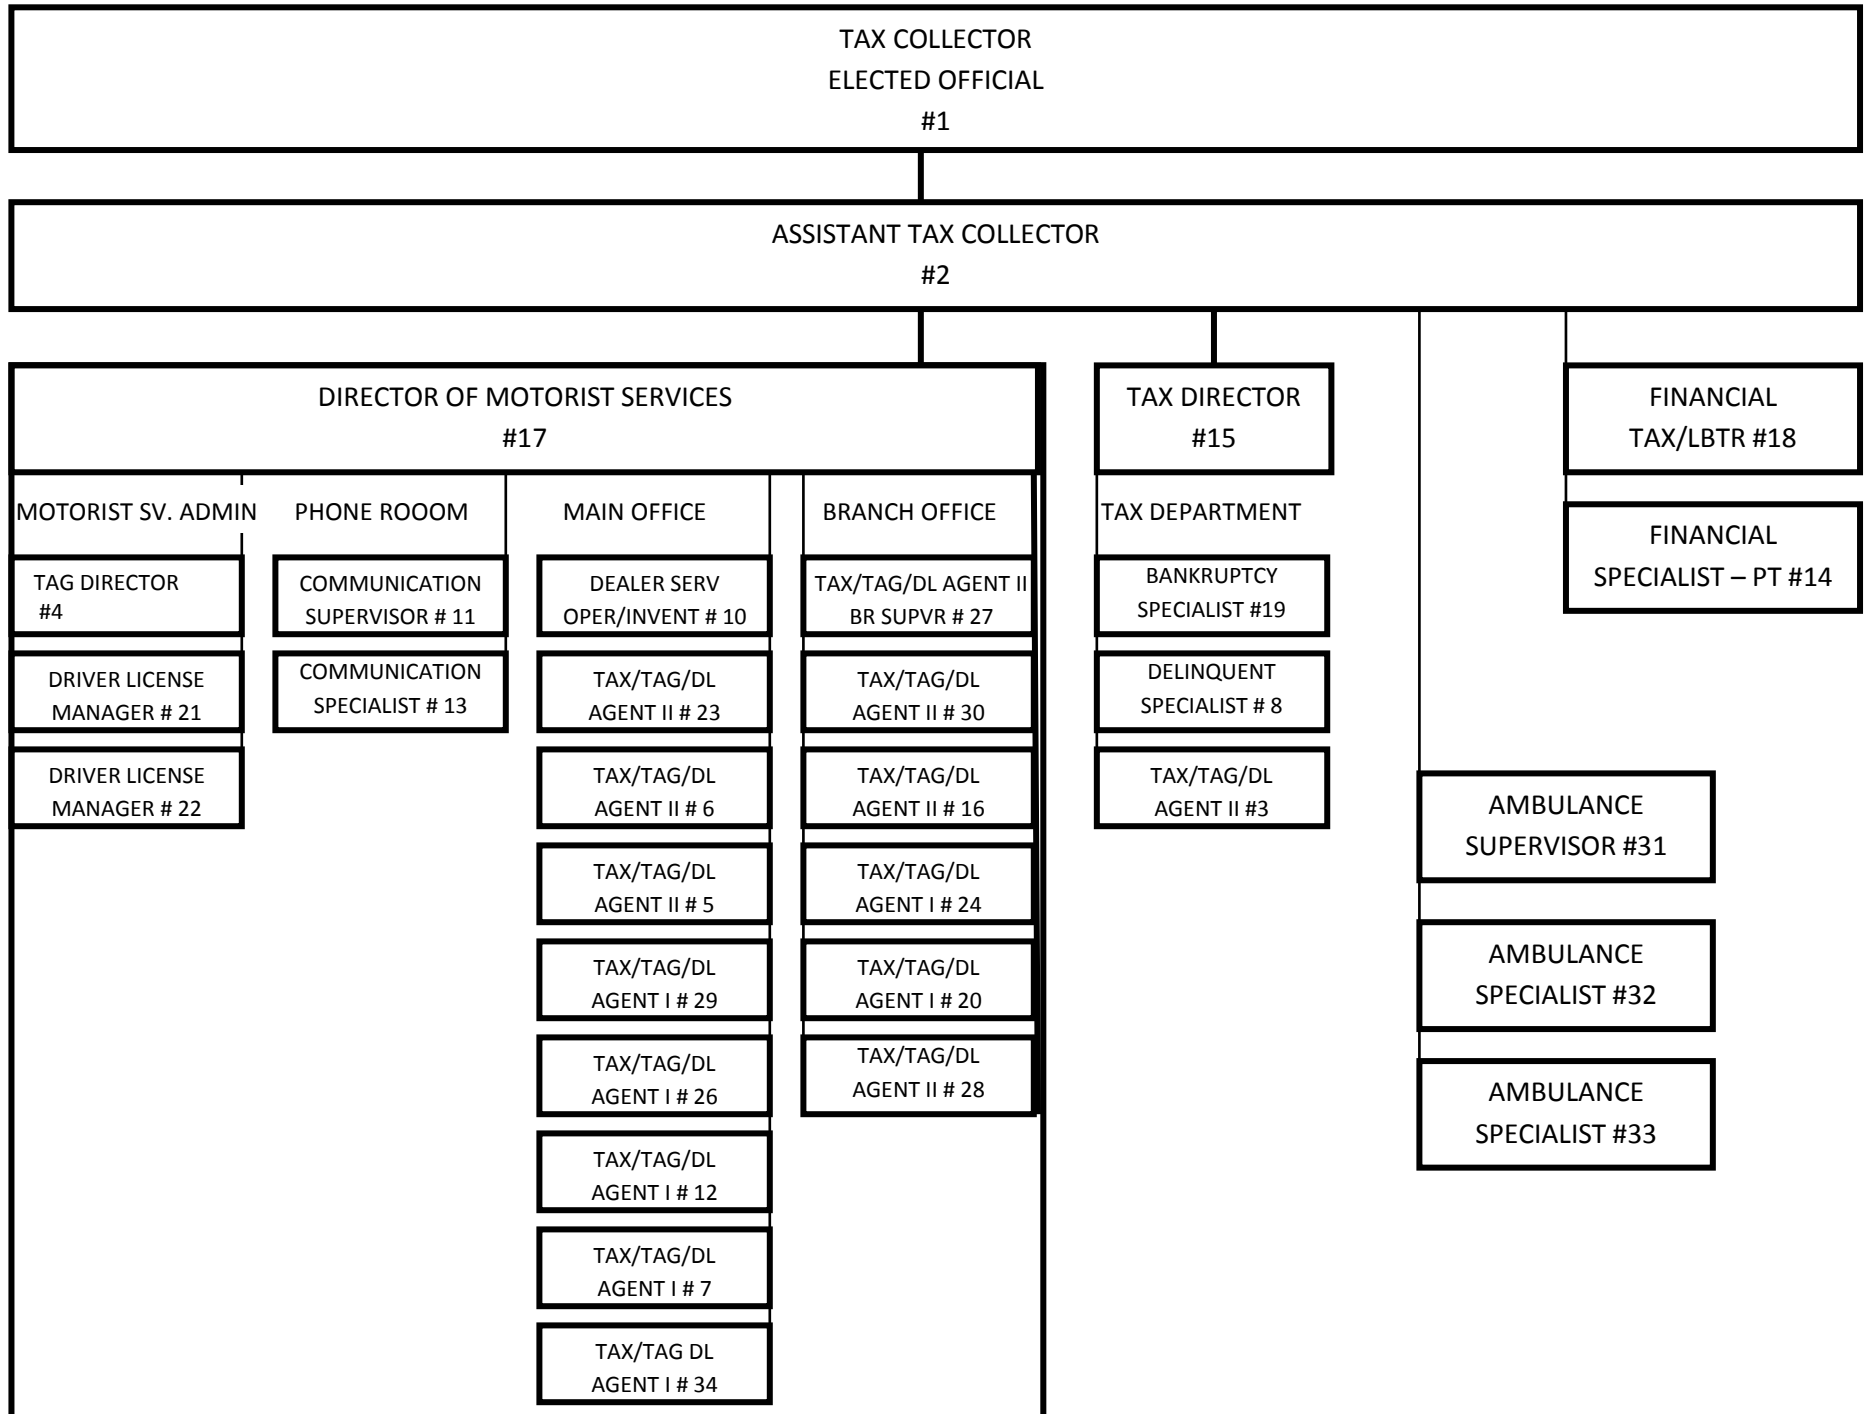 TAX COLLECTOR
ELECTED OFFICIAL
#1
ASSISTANT TAX COLLECTOR
#2
DIRECTOR OF MOTORIST SERVICES
#17
MOTORIST SV. ADMIN
TAG DIRECTOR
#4
DRIVER LICENSE
MANAGER # 21
DRIVER LICENSE
MANAGER # 22
PHONE ROOOM
COMMUNICATION
SUPERVISOR # 11
COMMUNICATION
SPECIALIST # 13
MAIN OFFICE
DEALER SERV
OPER/INVENT # 10
TAX/TAG/DL
AGENT II # 23
TAX/TAG/DL
AGENT II # 6
TAX/TAG/DL
AGENT II # 5
TAX/TAG/DL
AGENT I # 29
TAX/TAG/DL
AGENT I # 26
TAX/TAG/DL
AGENT I # 12
TAX/TAG/DL
AGENT I # 7
TAX/TAG DL
AGENT I # 34
BRANCH OFFICE
TAX/TAG/DL AGENT II
BR SUPVR # 27
TAX/TAG/DL
AGENT II # 30
TAX/TAG/DL
AGENT II # 16
TAX/TAG/DL
AGENT I # 24
TAX/TAG/DL
AGENT I # 20
TAX/TAG/DL
AGENT II # 28
TAX DIRECTOR
#15
TAX DEPARTMENT
BANKRUPTCY
SPECIALIST #19
DELINQUENT
SPECIALIST # 8
TAX/TAG/DL
AGENT II #3
FINANCIAL
TAX/LBTR #18
FINANCIAL
SPECIALIST – PT #14
AMBULANCE
SUPERVISOR #31
AMBULANCE
SPECIALIST #32
AMBULANCE
SPECIALIST #33